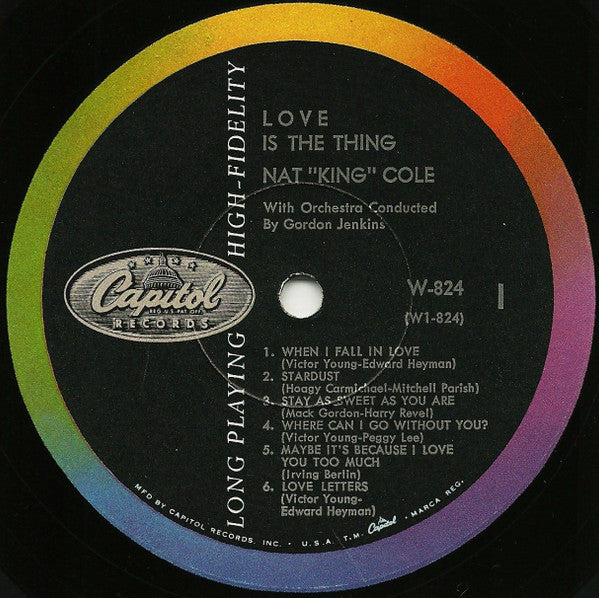 LONG PLAYING HIGH-FIDELITY
LOVE
IS THE THING
NAT "KING" COLE
With Orchestra Conducted
By Gordon Jenkins
Capitol
REG. U.S. PAT. OFF.
RECORDS
W-824
1
(W1-824)
1. WHEN I FALL IN LOVE
(Victor Young-Edward Heyman)
2. STARDUST
(Hoagy Carmichael-Mitchell Parish)
3. STAY AS SWEET AS YOU ARE
(Mack Gordon-Harry Revel)
4. WHERE CAN I GO WITHOUT YOU?
(Victor Young-Peggy Lee)
5. MAYBE IT'S BECAUSE I LOVE
YOU TOO MUCH
(Irving Berlin)
6. LOVE LETTERS
(Victor Young-
Edward Heyman)
MFD BY CAPITOL RECORDS, INC. • U.S.A. T.M. Capitol • MARCA REG.